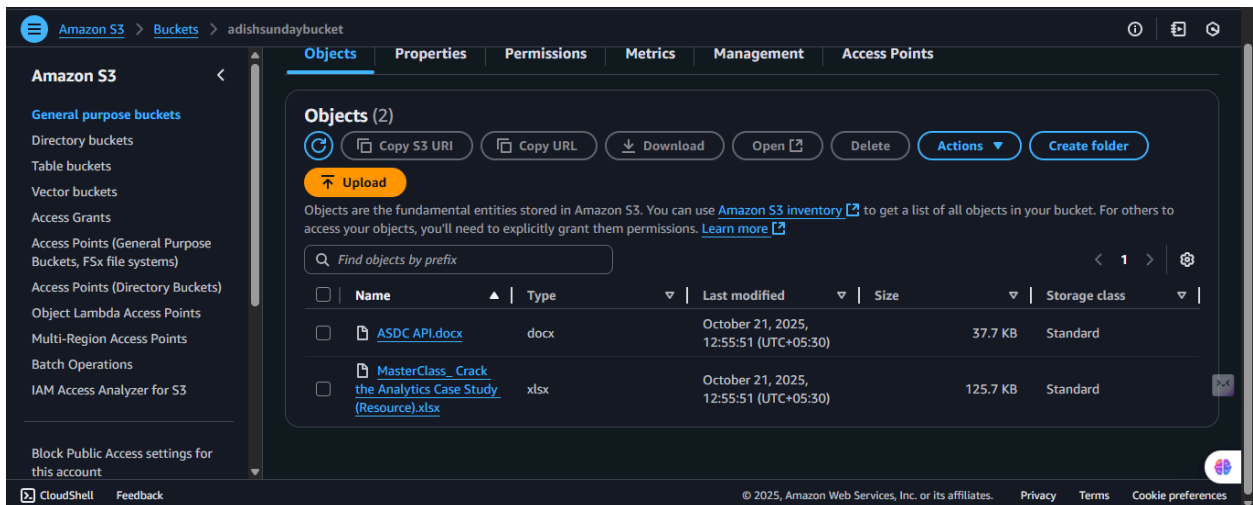 Amazon S3 > Buckets > adishsundaybucket
Amazon S3
General purpose buckets
Directory buckets
Table buckets
Vector buckets
Access Grants
Access Points (General Purpose
Buckets, FSx file systems)
Access Points (Directory Buckets)
Object Lambda Access Points
Multi-Region Access Points
Batch Operations
IAM Access Analyzer for S3
Block Public Access settings for
this account
Objects Properties Permissions Metrics Management Access Points
Objects (2)
Copy S3 URI Copy URL Download Open Delete Actions Create folder
Upload
Objects are the fundamental entities stored in Amazon S3. You can use Amazon S3 inventory to get a list of all objects in your bucket. For others to
access your objects, you'll need to explicitly grant them permissions. Learn more
Find objects by prefix
< 1 >
Name Type Last modified Size Storage class
ASDC API.docx docx October 21, 2025, 37.7 KB Standard
12:55:51 (UTC+05:30)
MasterClass_ Crack
the Analytics Case Study xlsx October 21, 2025, 125.7 KB Standard
(Resource).xlsx 12:55:51 (UTC+05:30)
CloudShell Feedback © 2025, Amazon Web Services, Inc. or its affiliates. Privacy Terms Cookie preferences